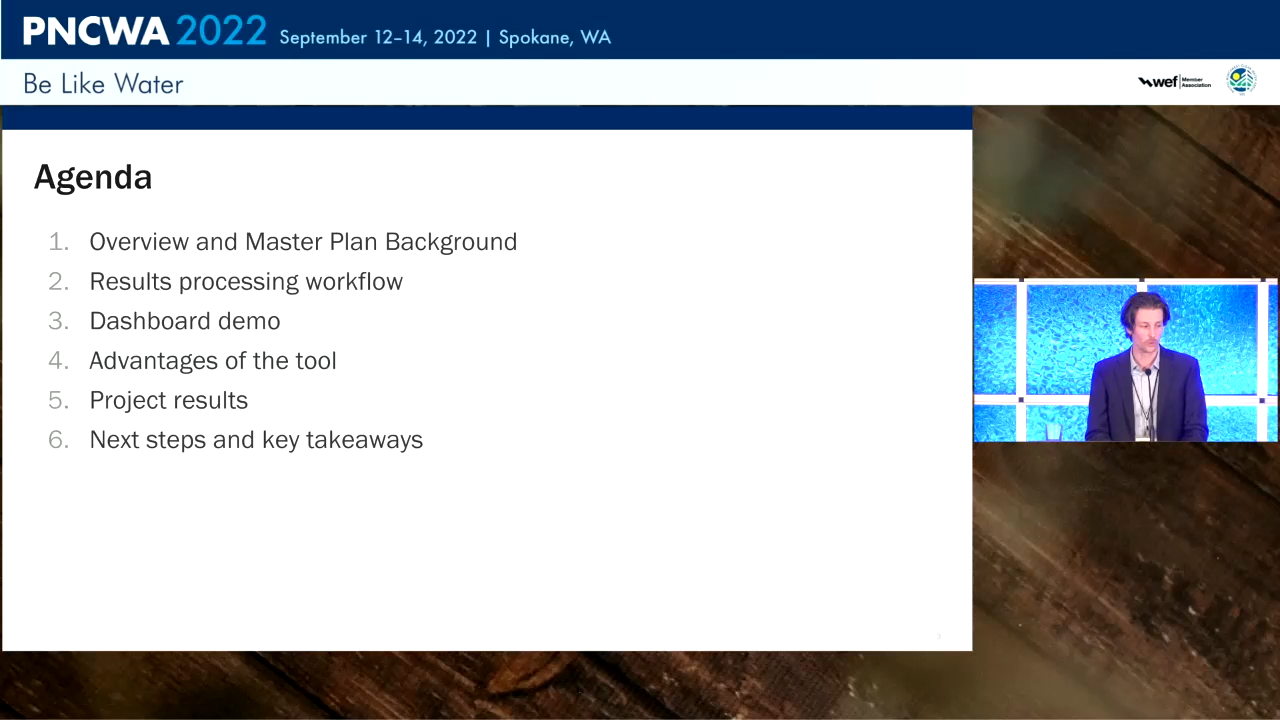 PNCWA 2022 September 12–14, 2022 | Spokane, WA
Be Like Water
wef Member Association
Agenda
1. Overview and Master Plan Background
2. Results processing workflow
3. Dashboard demo
4. Advantages of the tool
5. Project results
6. Next steps and key takeaways